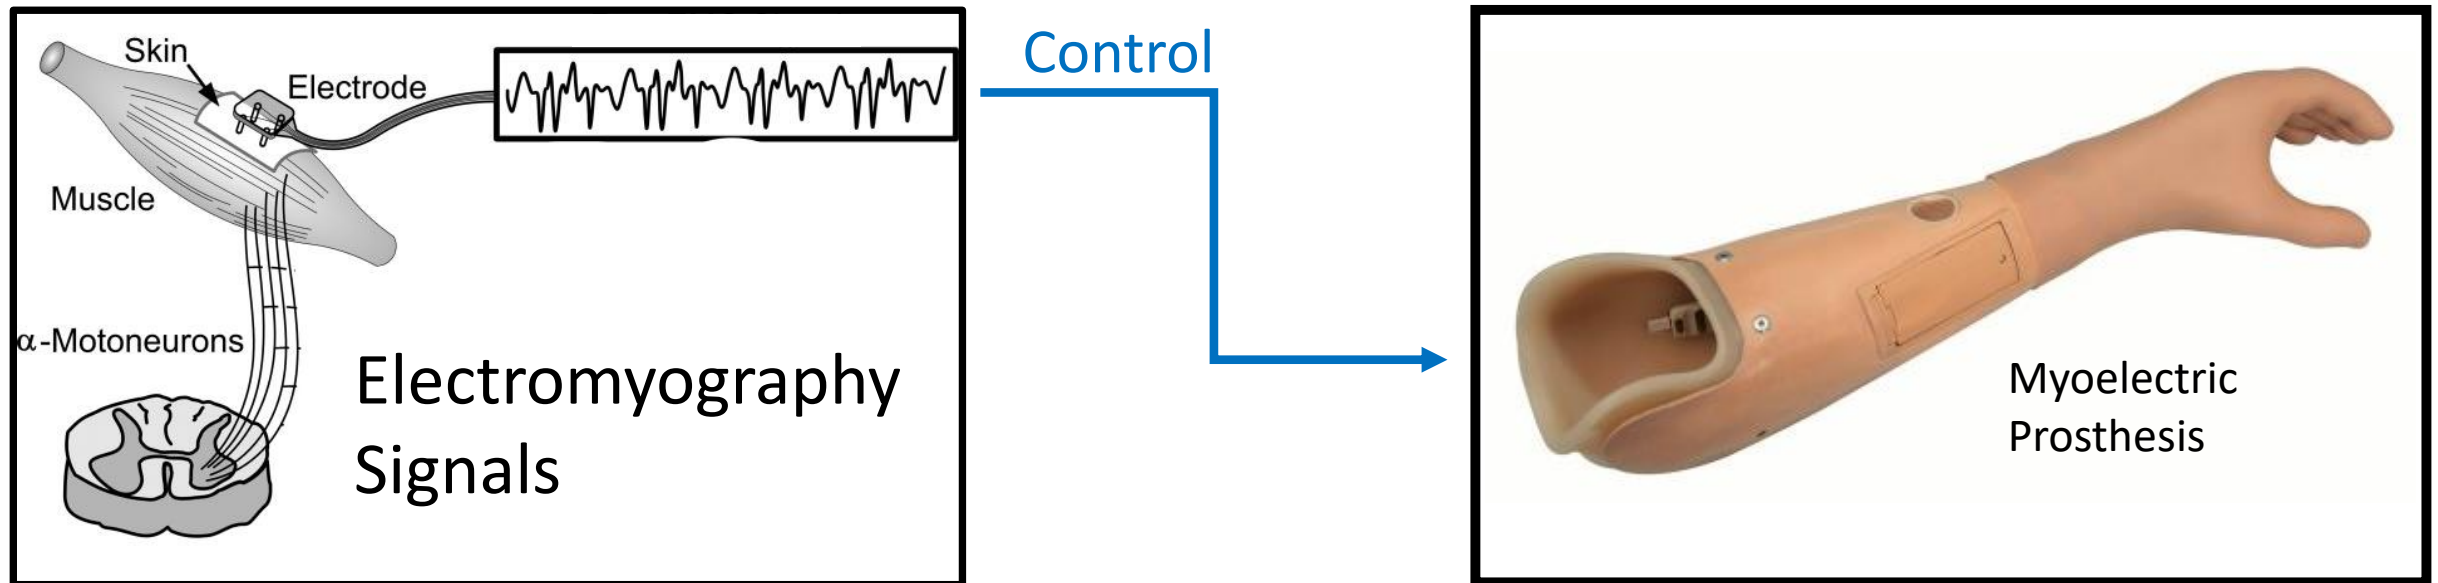 Skin
Electrode
Muscle
α-Motoneurons
Electromyography
Signals
Control
Myoelectric
Prosthesis